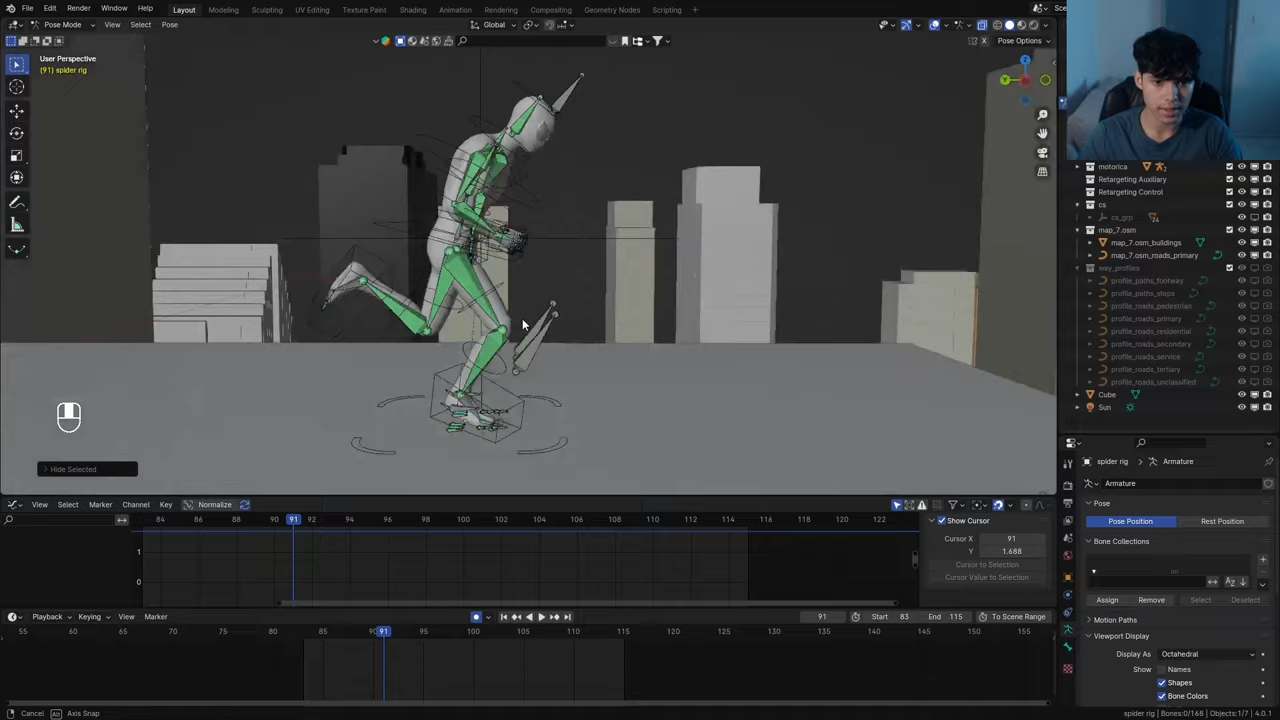 File Edit Render Window Help Layout Modeling Sculpting UV Editing Texture Paint Shading Animation Rendering Compositing Geometry Nodes Scripting
Pose Mode View Select Pose Global
Pose Options
User Perspective
(91) spider rig
motorica
Retargeting Auxiliary
Retargeting Control
cs
cs_grp
map_7.osm
map_7.osm_buildings
map_7.osm_roads_primary
way_profiles
profile_paths_footway
profile_paths_steps
profile_roads_pedestrian
profile_roads_primary
profile_roads_residential
profile_roads_secondary
profile_roads_service
profile_roads_tertiary
profile_roads_unclassified
Cube
Sun
Hide Selected
spider rig Armature
Armature
Pose
Pose Position Rest Position
Bone Collections
Assign Remove Select Deselect
Motion Paths
Viewport Display
Display As Octahedral
Show Names
Shapes
Bone Colors
View Select Marker Channel Key Normalize
84 86 88 90 91 92 94 96 98 100 102 104 106 108 110 112 114 116 118 120 122
1
0
Show Cursor
Cursor X 91
Y 1.688
Cursor to Selection
Cursor Value to Selection
Playback Keying View Marker 91 Start 83 End 115 To Scene Range
55 60 65 70 75 80 85 91 95 100 105 110 115 120 125 130 135 140 145 150 155
Cancel Axis Snap spider rig | Bones:0/168 | Objects:1/7 | 4.0.1